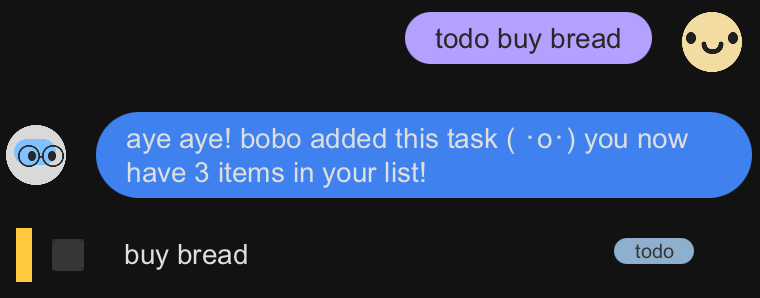 todo buy bread
aye aye! bobo added this task ( ･o･) you now
have 3 items in your list!
buy bread
todo